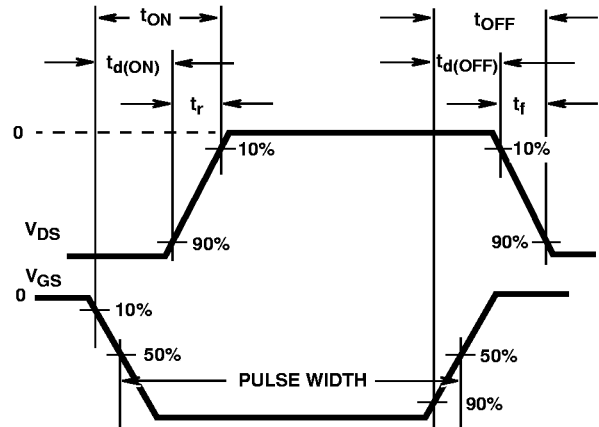 tON
tOFF
td(ON)
td(OFF)
tr
tf
0
10%
10%
VDS
90%
90%
VGS
0
10%
50%
50%
PULSE WIDTH
90%